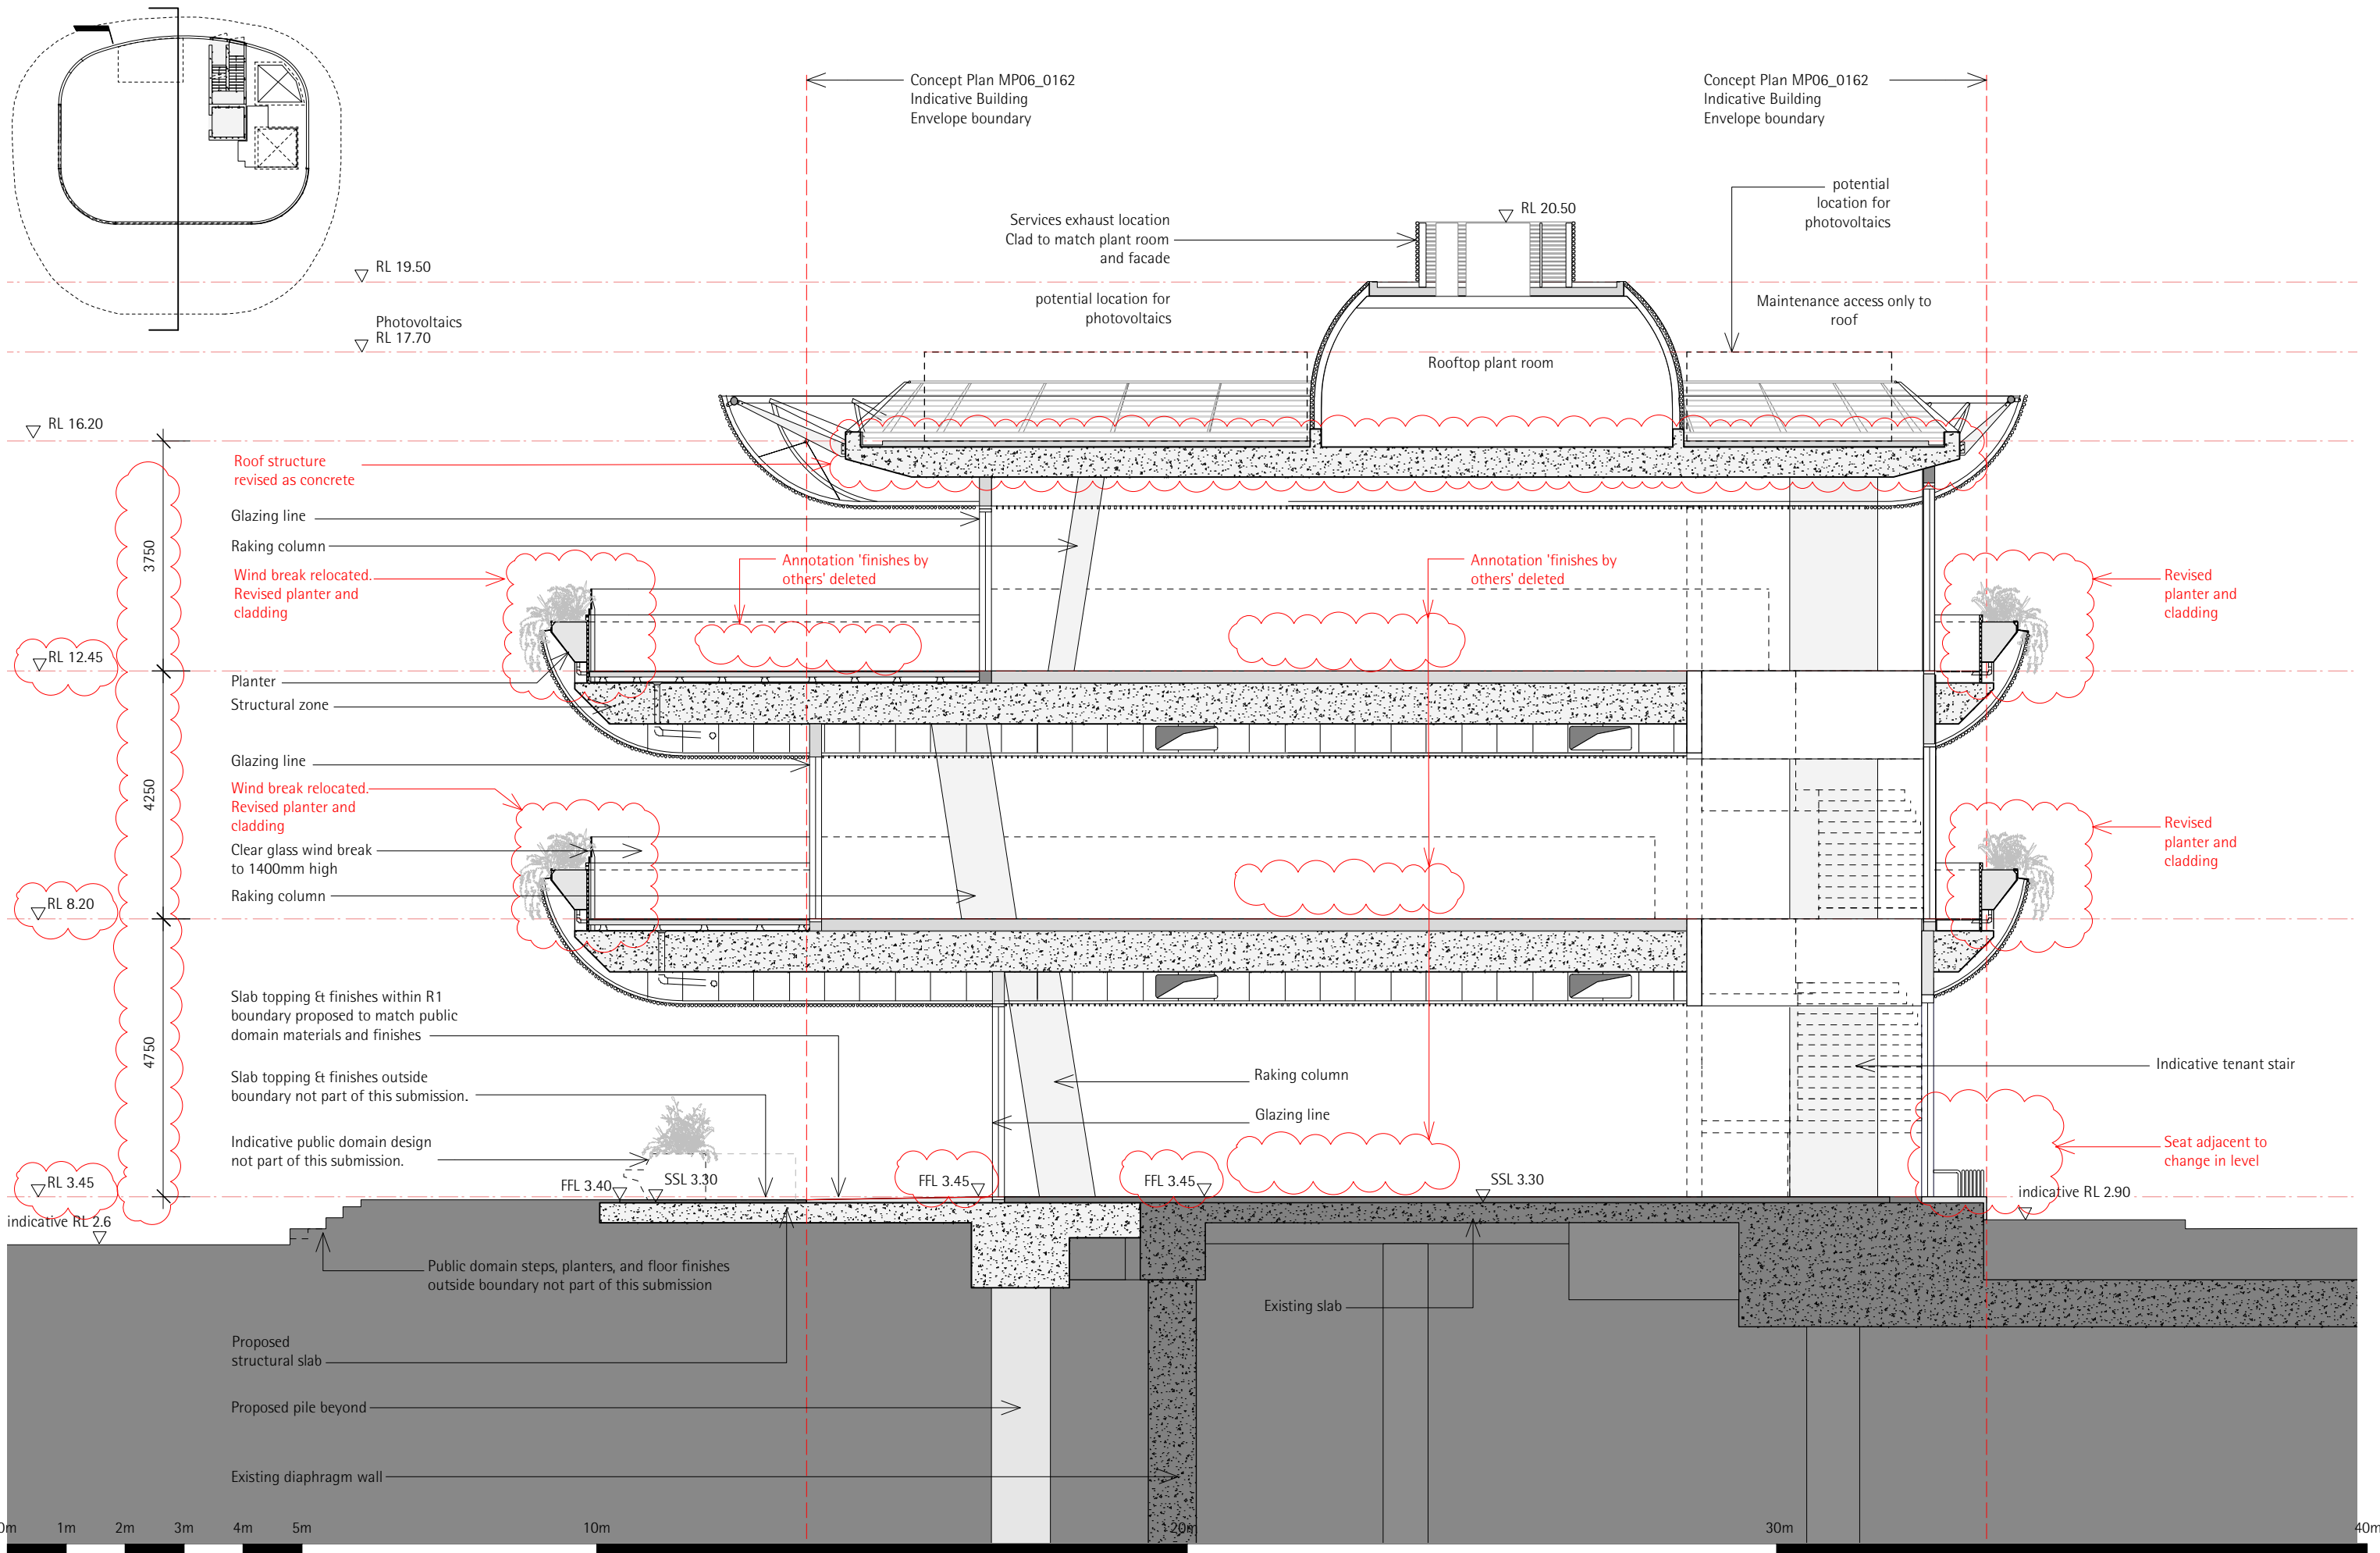 Concept Plan MP06_0162
Indicative Building
Envelope boundary
Concept Plan MP06_0162
Indicative Building
Envelope boundary
potential
location for
photovoltaics
RL 20.50
Services exhaust location
Clad to match plant room
and facade
RL 19.50
potential location for
photovoltaics
Maintenance access only to
roof
Photovoltaics
RL 17.70
Rooftop plant room
RL 16.20
Roof structure
revised as concrete
Glazing line
Raking column
3750
Annotation 'finishes by
others' deleted
Annotation 'finishes by
others' deleted
Wind break relocated.
Revised planter and
cladding
Revised
planter and
cladding
RL 12.45
Planter
Structural zone
Glazing line
4250
Wind break relocated.
Revised planter and
cladding
Revised
planter and
cladding
Clear glass wind break
to 1400mm high
Raking column
RL 8.20
Slab topping & finishes within R1
boundary proposed to match public
domain materials and finishes
4750
Raking column
Indicative tenant stair
Slab topping & finishes outside
boundary not part of this submission.
Glazing line
Indicative public domain design
not part of this submission.
Seat adjacent to
change in level
RL 3.45
FFL 3.40
SSL 3.30
FFL 3.45
FFL 3.45
SSL 3.30
indicative RL 2.90
indicative RL 2.6
Public domain steps, planters, and floor finishes
outside boundary not part of this submission
Existing slab
Proposed
structural slab
Proposed pile beyond
Existing diaphragm wall
0m 1m 2m 3m 4m 5m 10m 20m 30m 40m